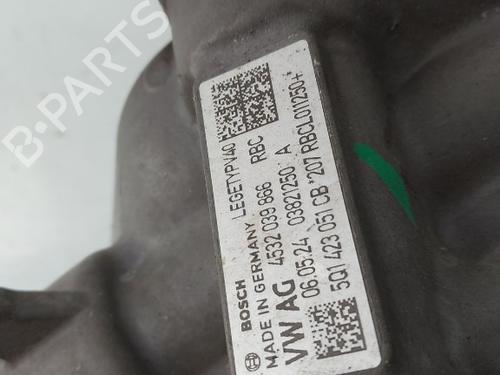 BOSCH
MADE IN GERMANY LEGETYPV40
VW AG 4532 039 866 RBC
06.05.24 03821250 A
5Q1 423 051 CB *207 RBCL011250+*
B-PARTS